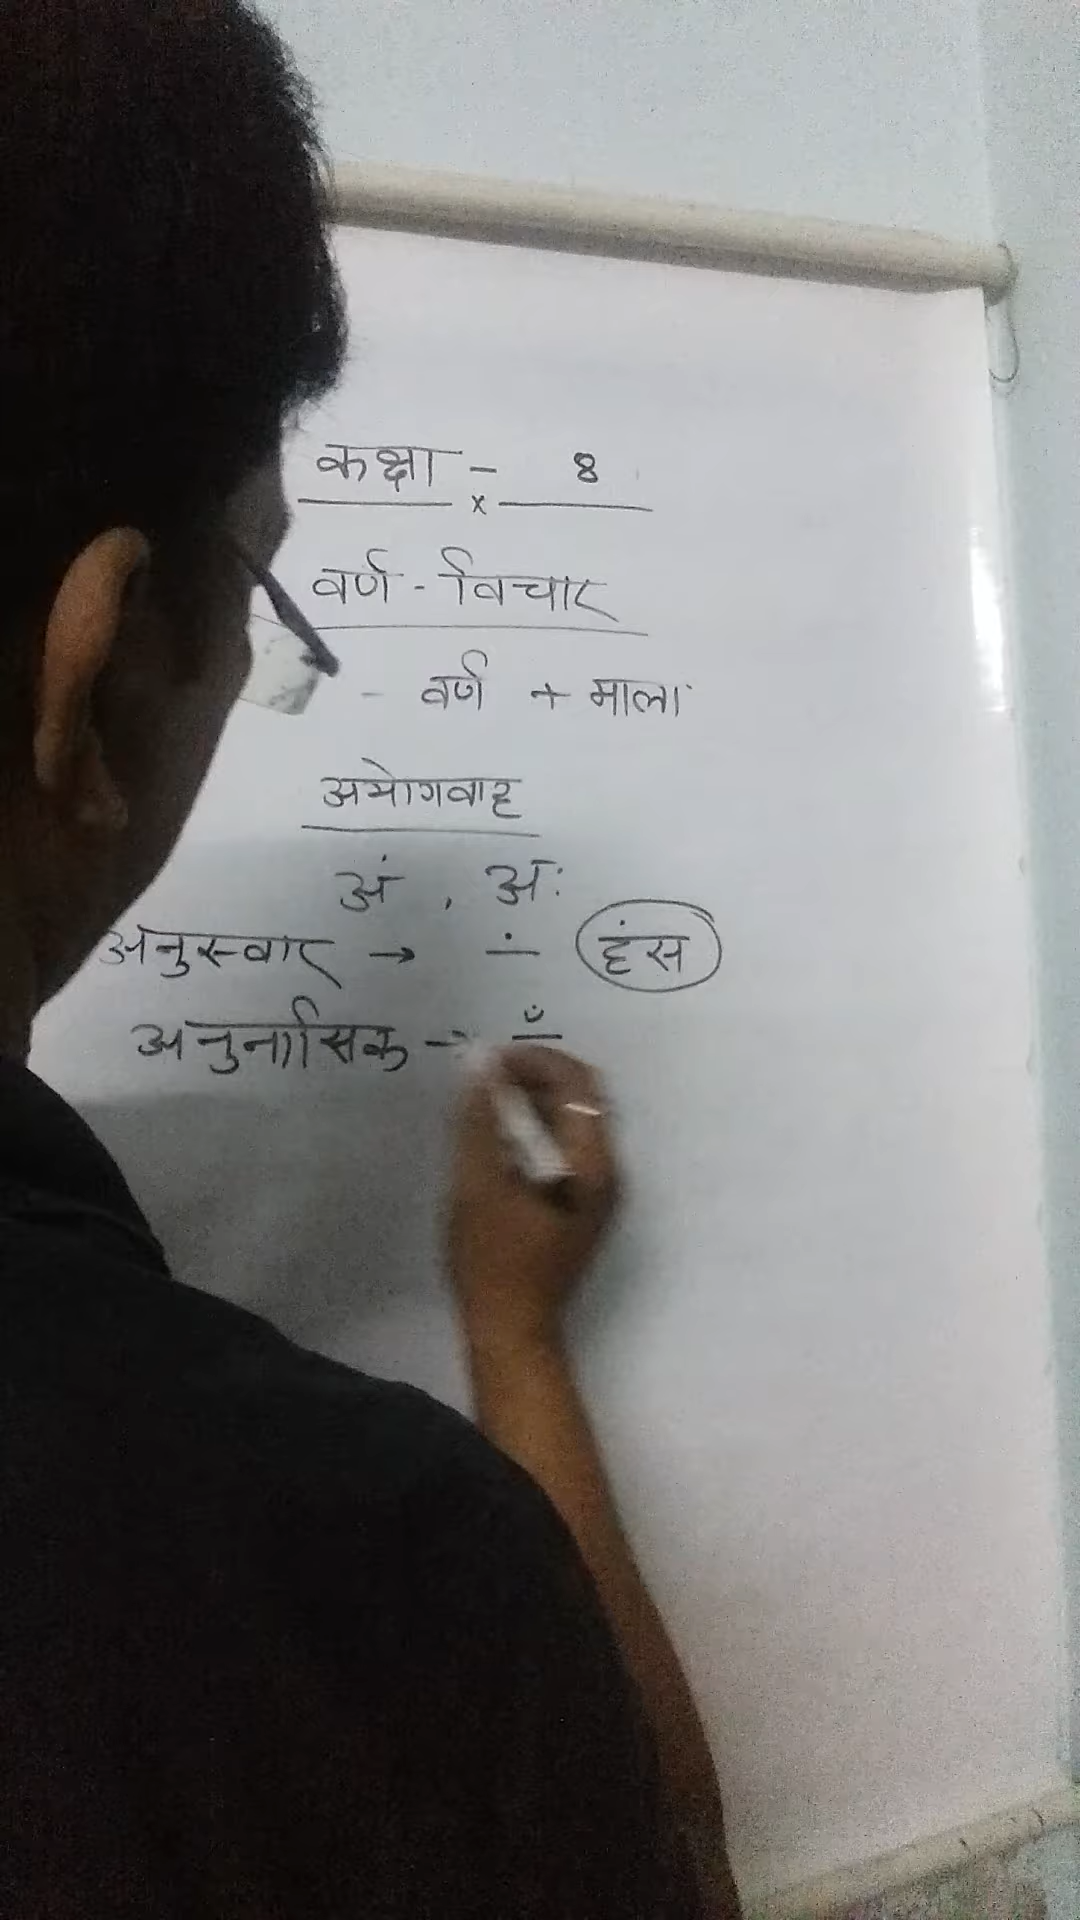 कक्षा - 8
x
वर्ण - विचार
- वर्ण + माला
अयोगवाह
अं , अः
अनुस्वार → ∸ हंस
अनुनासिक → ँ